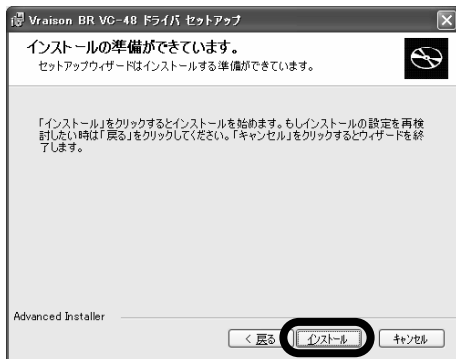 Vraison BR VC-48 ドライバ セットアップ
インストールの準備ができています。
セットアップウィザードはインストールする準備ができています。
「インストール」をクリックするとインストールを始めます。もしインストールの設定を再検
討したい時は「戻る」をクリックしてください。「キャンセル」をクリックするとウィザードを終
了します。
Advanced Installer
< 戻る インストール キャンセル